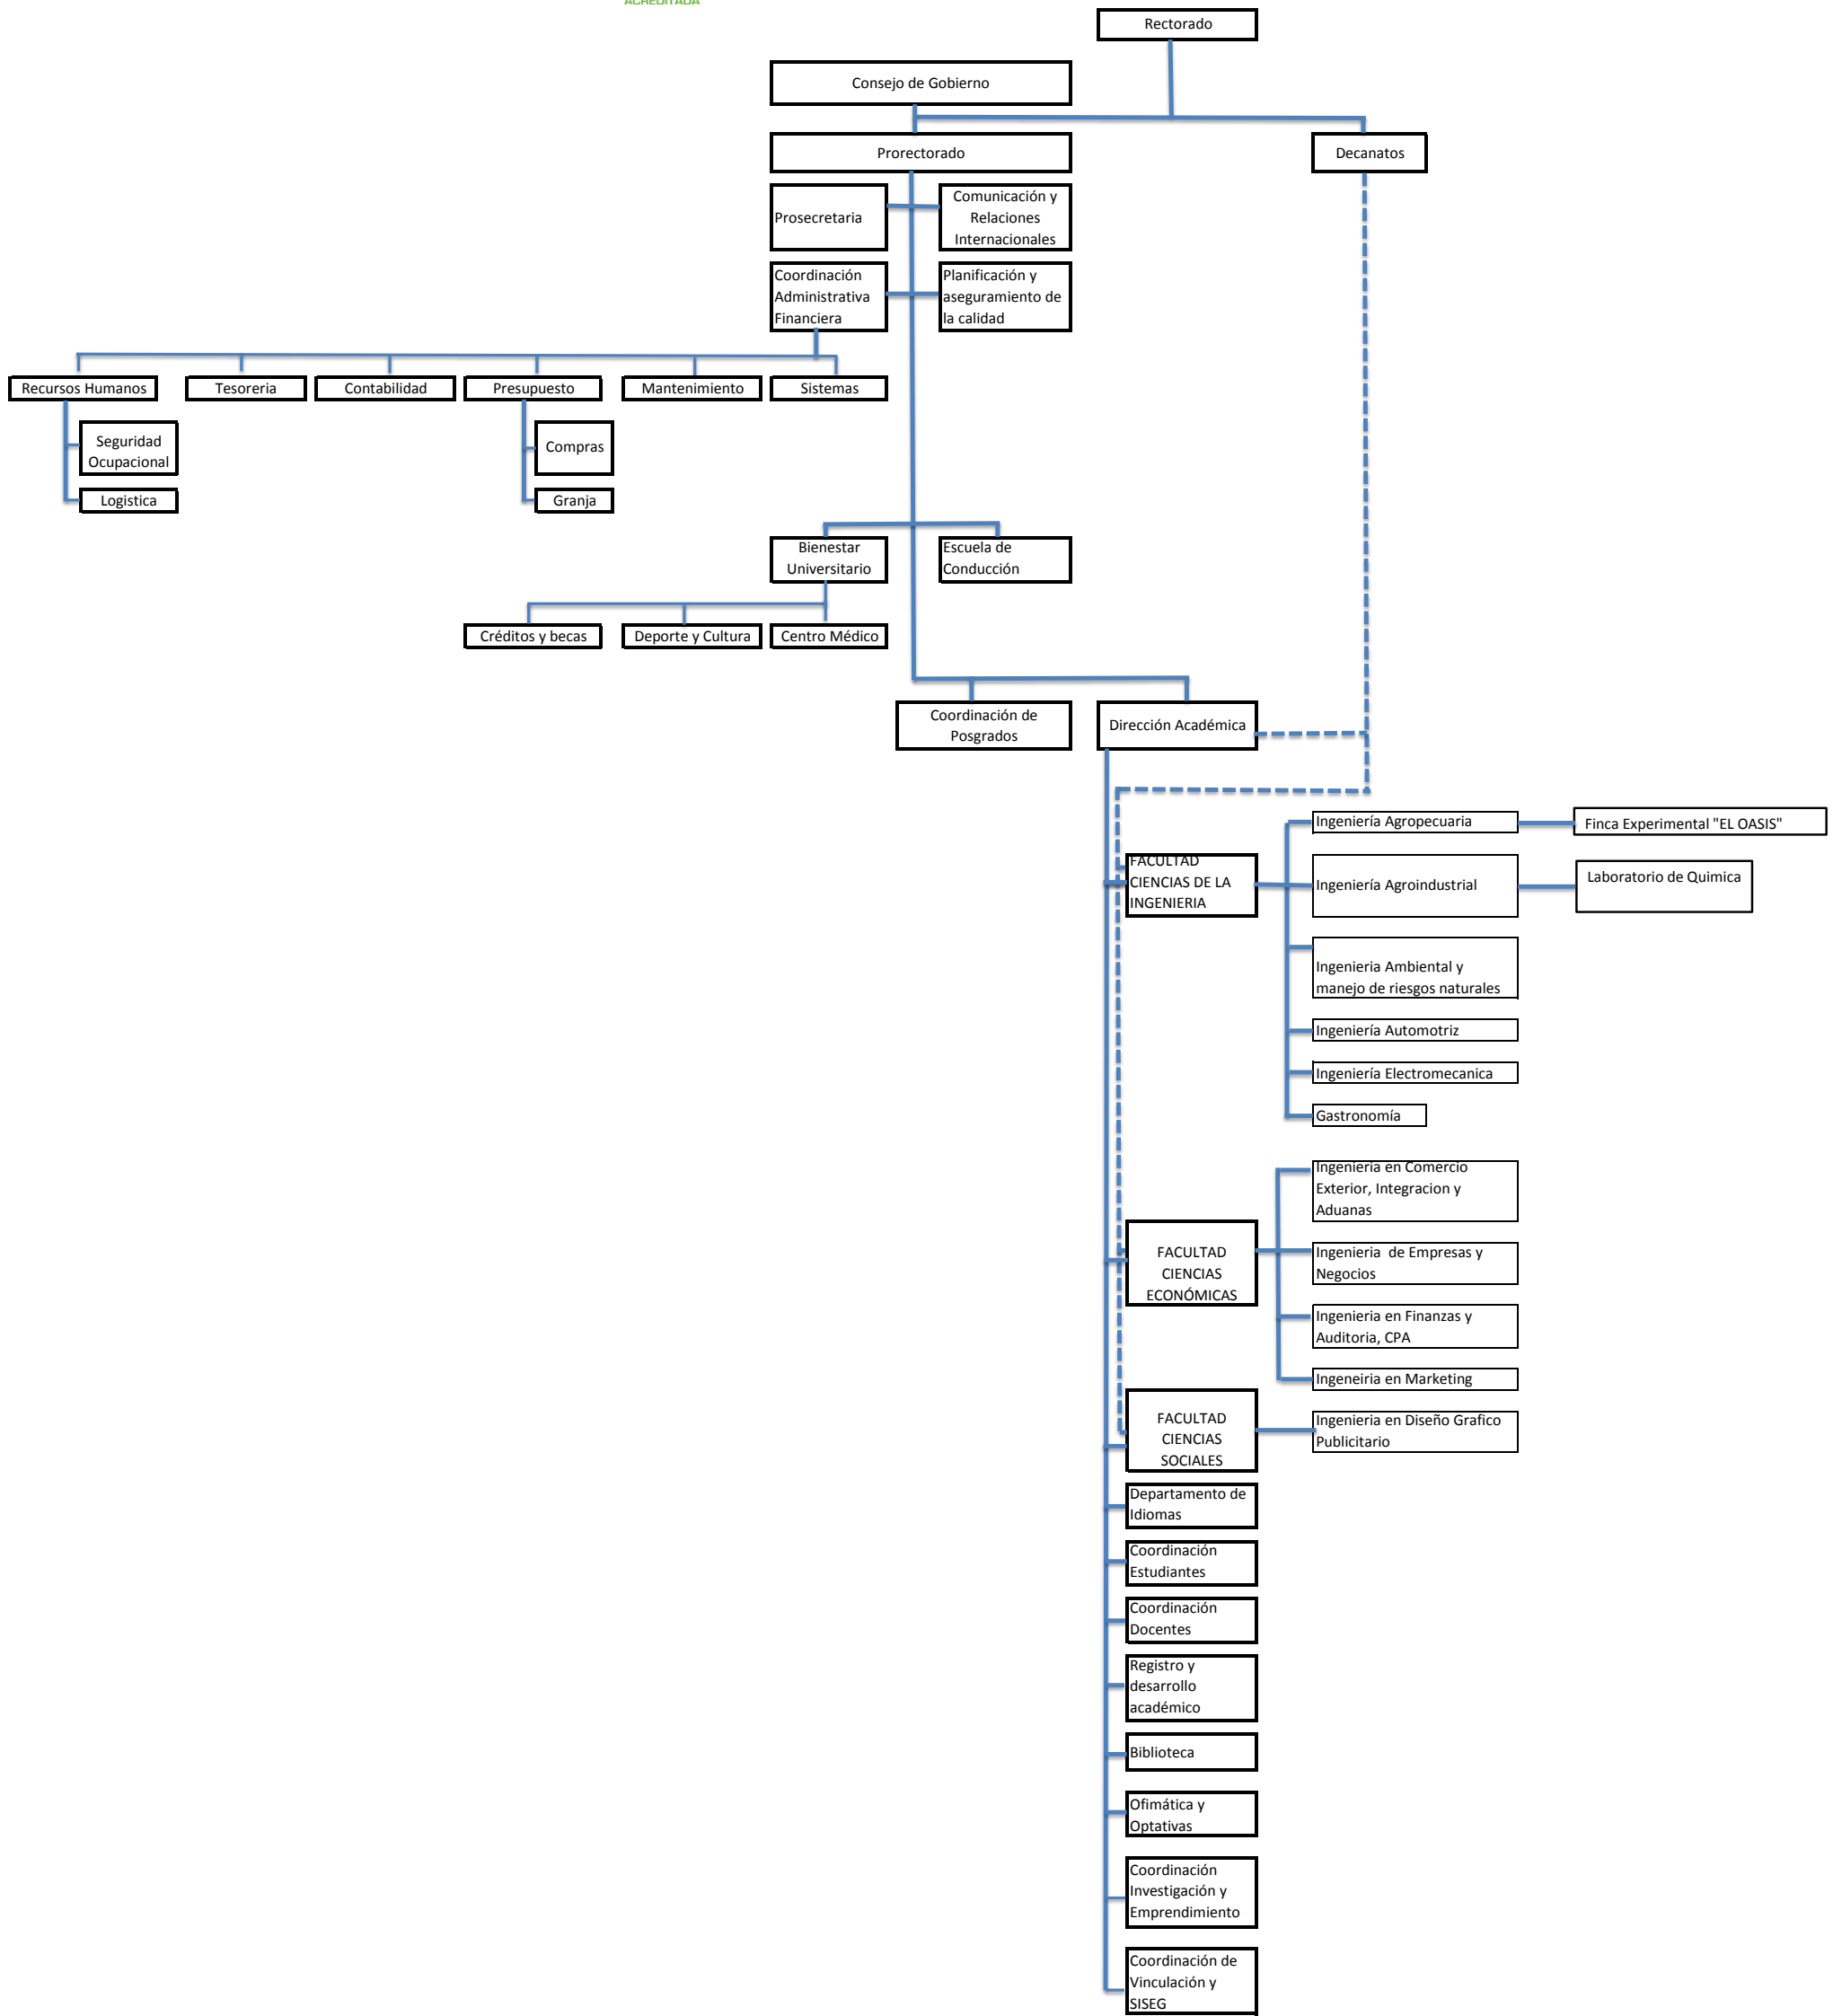 ACREDITADA
Rectorado
Consejo de Gobierno
Prorectorado
Decanatos
Prosecretaria
Comunicación y
Relaciones
Internacionales
Coordinación
Administrativa
Financiera
Planificación y
aseguramiento de
la calidad
Recursos Humanos
Tesoreria
Contabilidad
Presupuesto
Mantenimiento
Sistemas
Seguridad
Ocupacional
Compras
Logistica
Granja
Bienestar
Universitario
Escuela de
Conducción
Créditos y becas
Deporte y Cultura
Centro Médico
Coordinación de
Posgrados
Dirección Académica
Ingeniería Agropecuaria
Finca Experimental "EL OASIS"
FACULTAD
CIENCIAS DE LA
INGENIERIA
Ingeniería Agroindustrial
Laboratorio de Quimica
Ingenieria Ambiental y
manejo de riesgos naturales
Ingeniería Automotriz
Ingeniería Electromecanica
Gastronomía
Ingenieria en Comercio
Exterior, Integracion y
Aduanas
FACULTAD
CIENCIAS
ECONÓMICAS
Ingenieria  de Empresas y
Negocios
Ingenieria en Finanzas y
Auditoria, CPA
Ingeneiria en Marketing
FACULTAD
CIENCIAS
SOCIALES
Ingenieria en Diseño Grafico
Publicitario
Departamento de
Idiomas
Coordinación
Estudiantes
Coordinación
Docentes
Registro y
desarrollo
académico
Biblioteca
Ofimática y
Optativas
Coordinación
Investigación y
Emprendimiento
Coordinación de
Vinculación y
SISEG